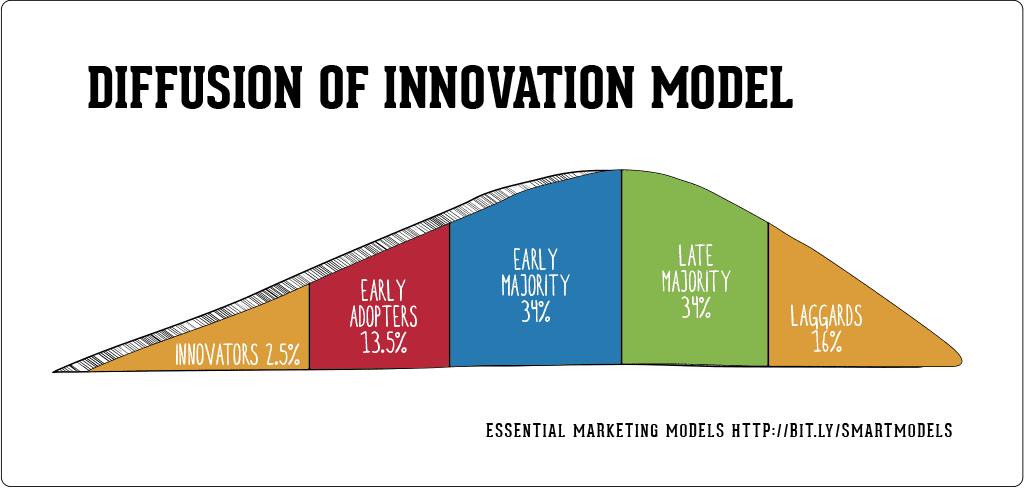 DIFFUSION OF INNOVATION MODEL
INNOVATORS 2.5%
EARLY
ADOPTERS
13.5%
EARLY
MAJORITY
34%
LATE
MAJORITY
34%
LAGGARDS
16%
ESSENTIAL MARKETING MODELS HTTP://BIT.LY/SMARTMODELS